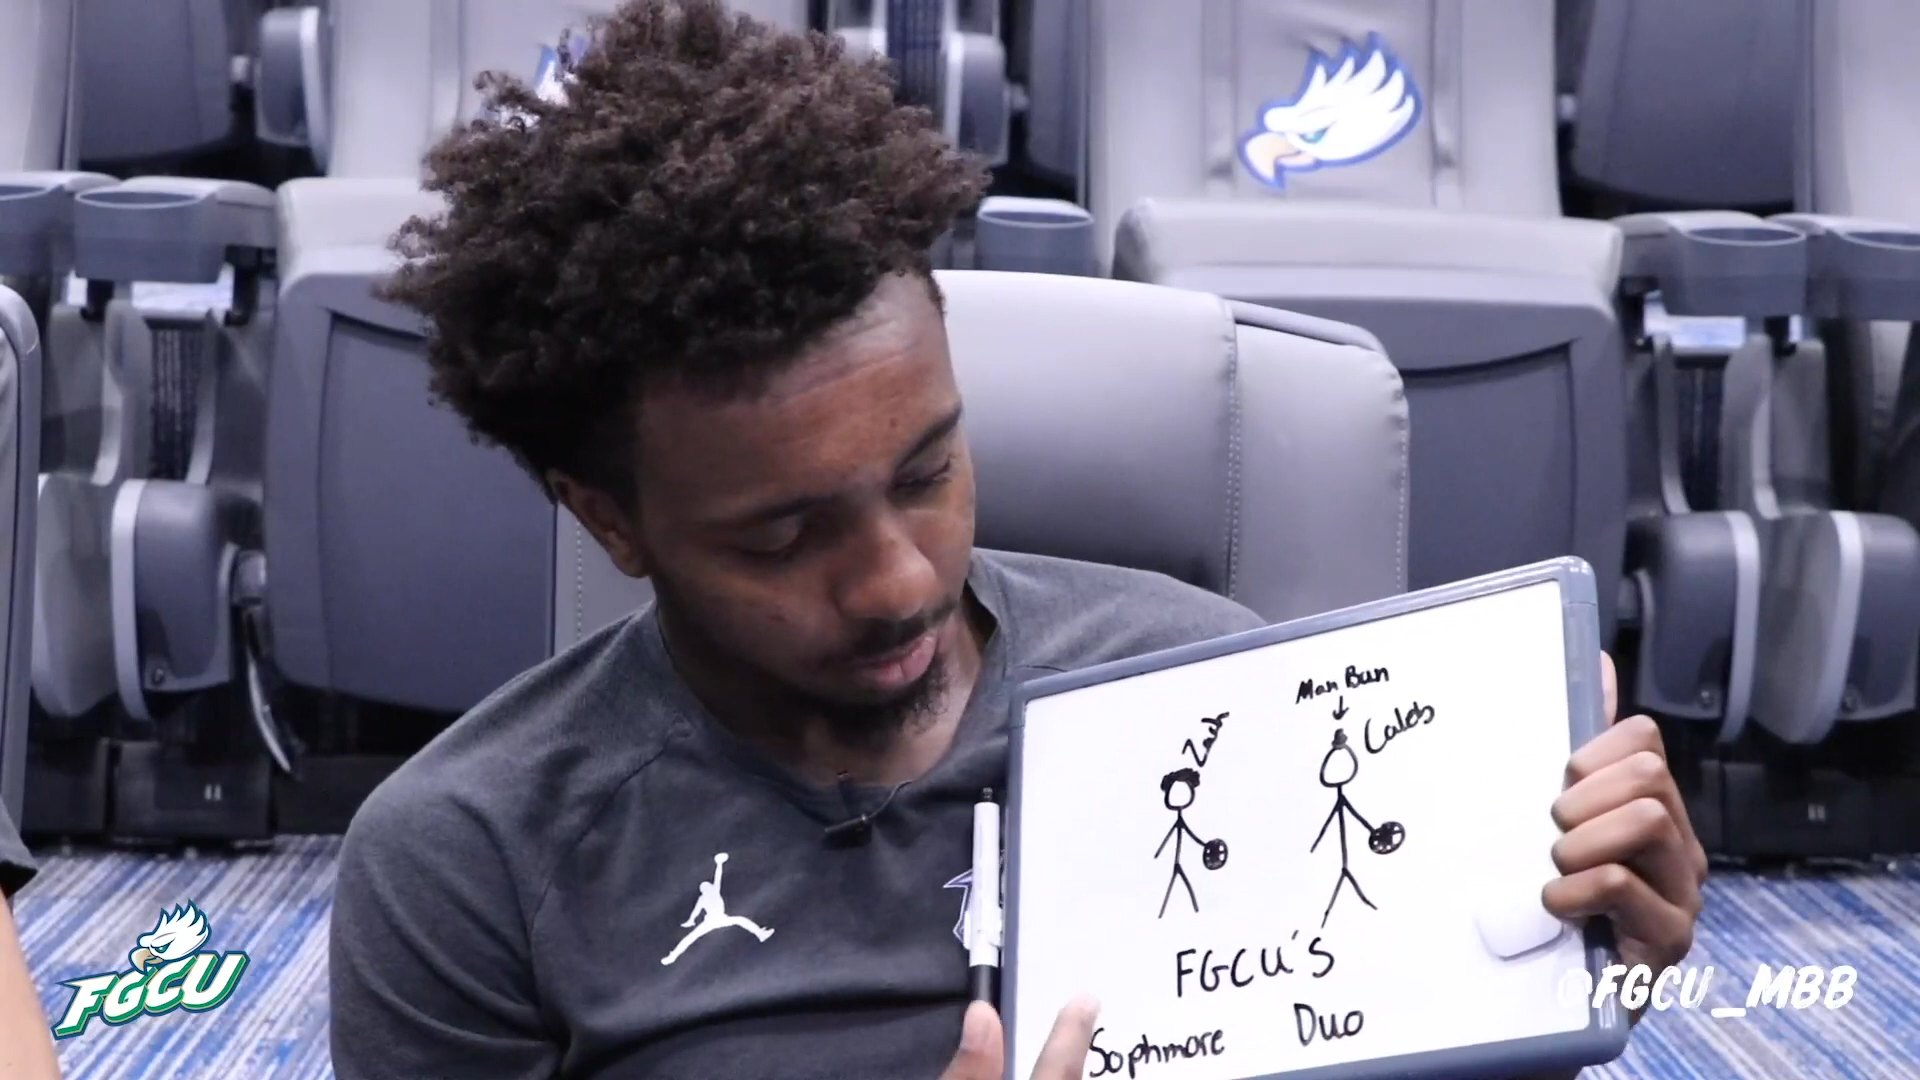 Man Bun
Zach
Caleb
FGCU's
Sophmore Duo
FGCU
@FGCU_MBB